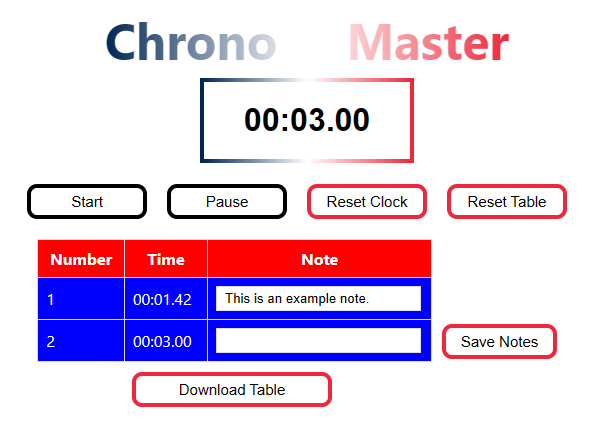 Chrono Master
00:03.00
Start Pause Reset Clock Reset Table
Number Time Note
1 00:01.42 This is an example note.
2 00:03.00
Save Notes
Download Table